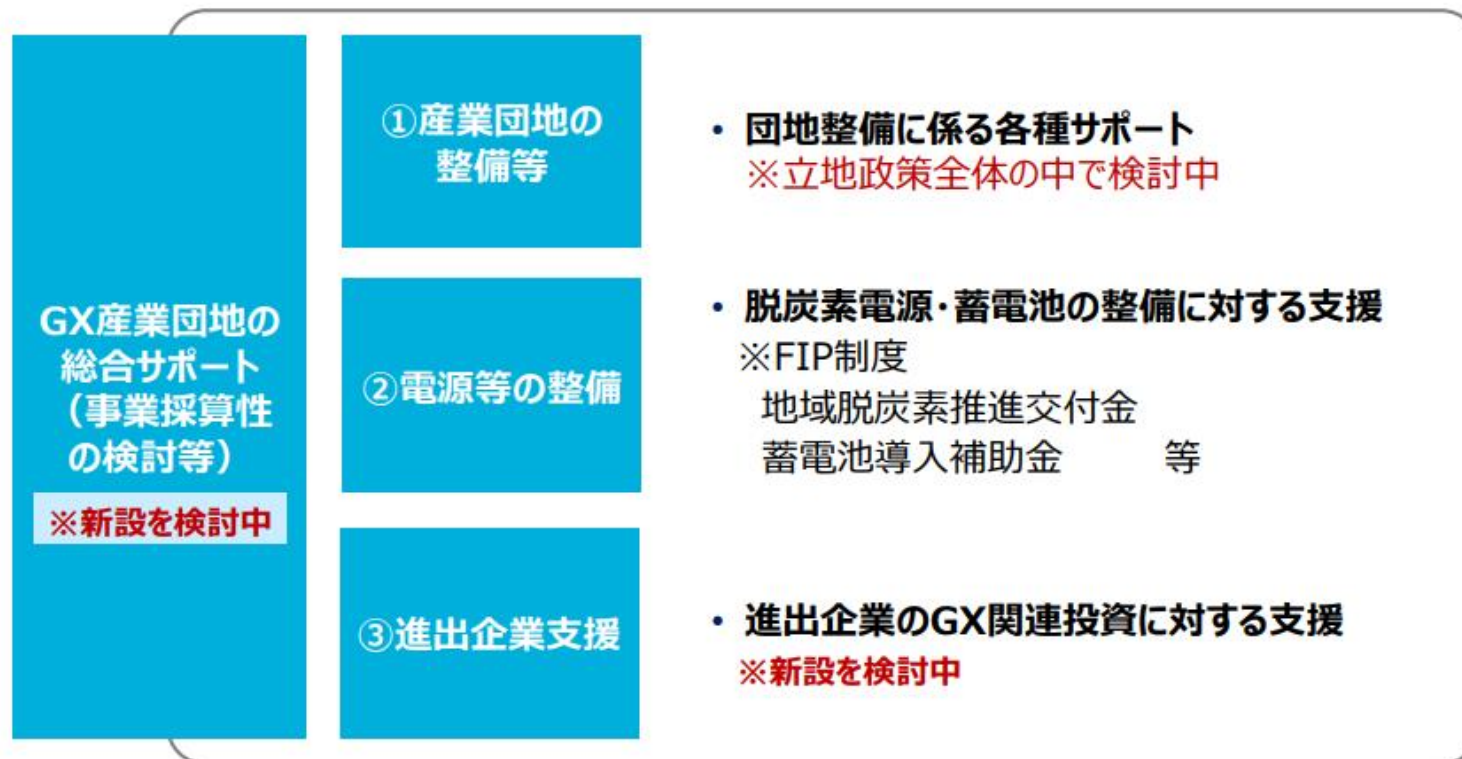 GX産業団地の
総合サポート
（事業採算性
の検討等）
※新設を検討中
①産業団地の
整備等
• 団地整備に係る各種サポート
※立地政策全体の中で検討中
②電源等の整備
• 脱炭素電源・蓄電池の整備に対する支援
※FIP制度
地域脱炭素推進交付金
蓄電池導入補助金　　等
③進出企業支援
• 進出企業のGX関連投資に対する支援
※新設を検討中